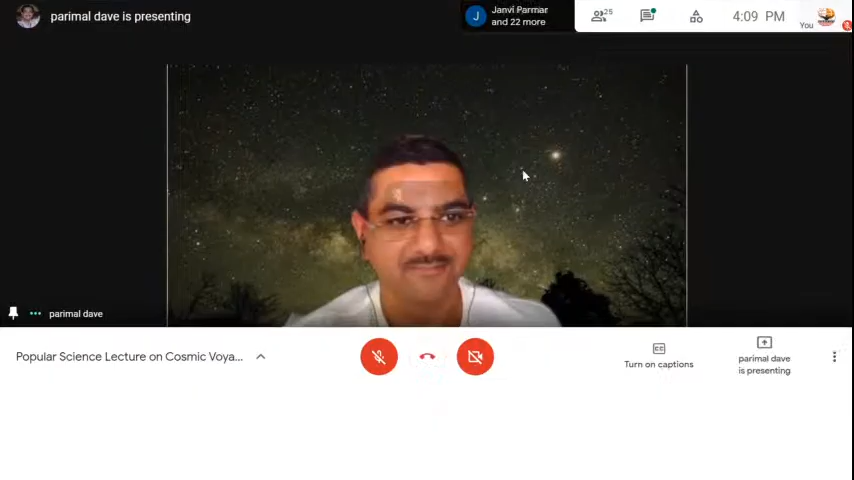 parimal dave is presenting
J
Janvi Parmar
and 22 more
25
4:09 PM
You
parimal dave
Popular Science Lecture on Cosmic Voya...
CC
Turn on captions
parimal dave
is presenting